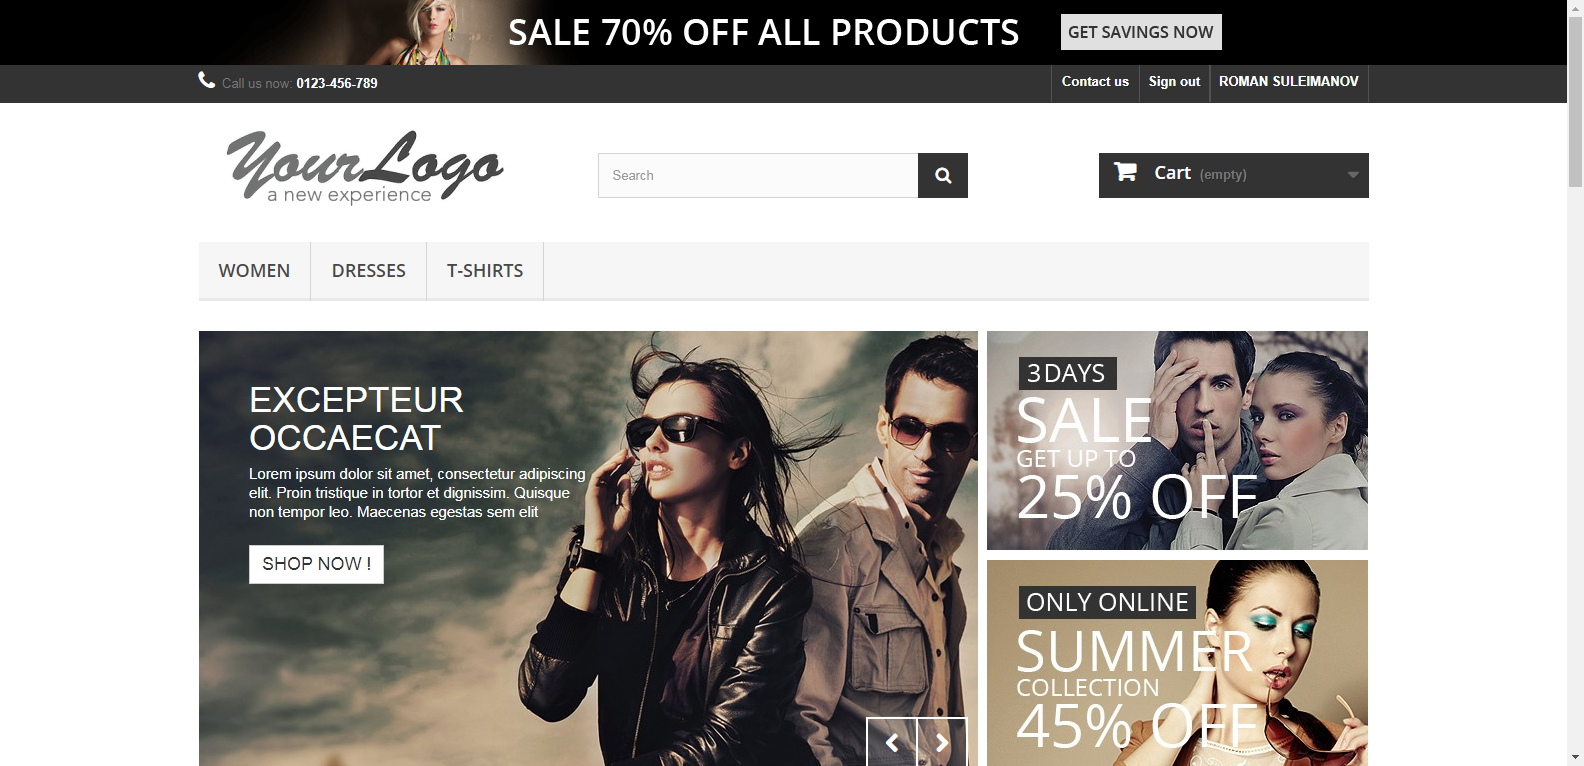 SALE 70% OFF ALL PRODUCTS
GET SAVINGS NOW
Call us now: 0123-456-789
Contact us
Sign out
ROMAN SULEIMANOV
YourLogo
a new experience
Search
Cart (empty)
WOMEN
DRESSES
T-SHIRTS
EXCEPTEUR
OCCAECAT
Lorem ipsum dolor sit amet, consectetur adipiscing
elit. Proin tristique in tortor et dignissim. Quisque
non tempor leo. Maecenas egestas sem elit
SHOP NOW !
3DAYS
SALE
GET UP TO
25% OFF
ONLY ONLINE
SUMMER
COLLECTION
45% OFF